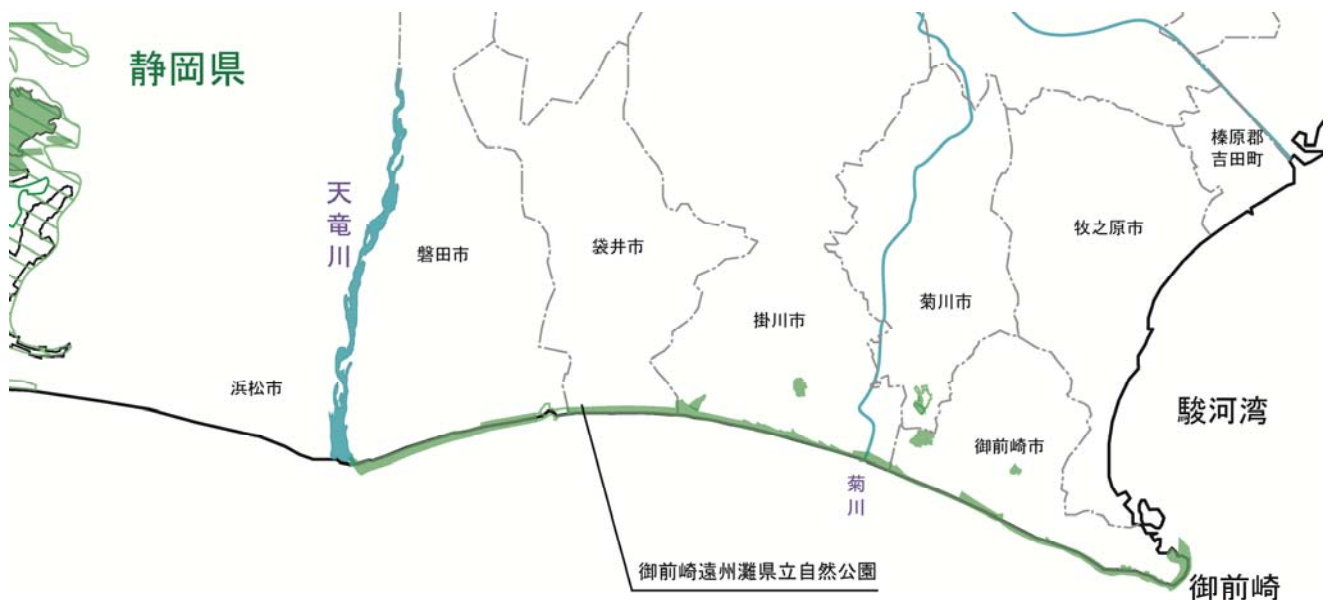 静岡県
天竜川
磐田市
袋井市
掛川市
菊川市
牧之原市
榛原郡
吉田町
浜松市
御前崎市
駿河湾
菊川
御前崎遠州灘県立自然公園
御前崎